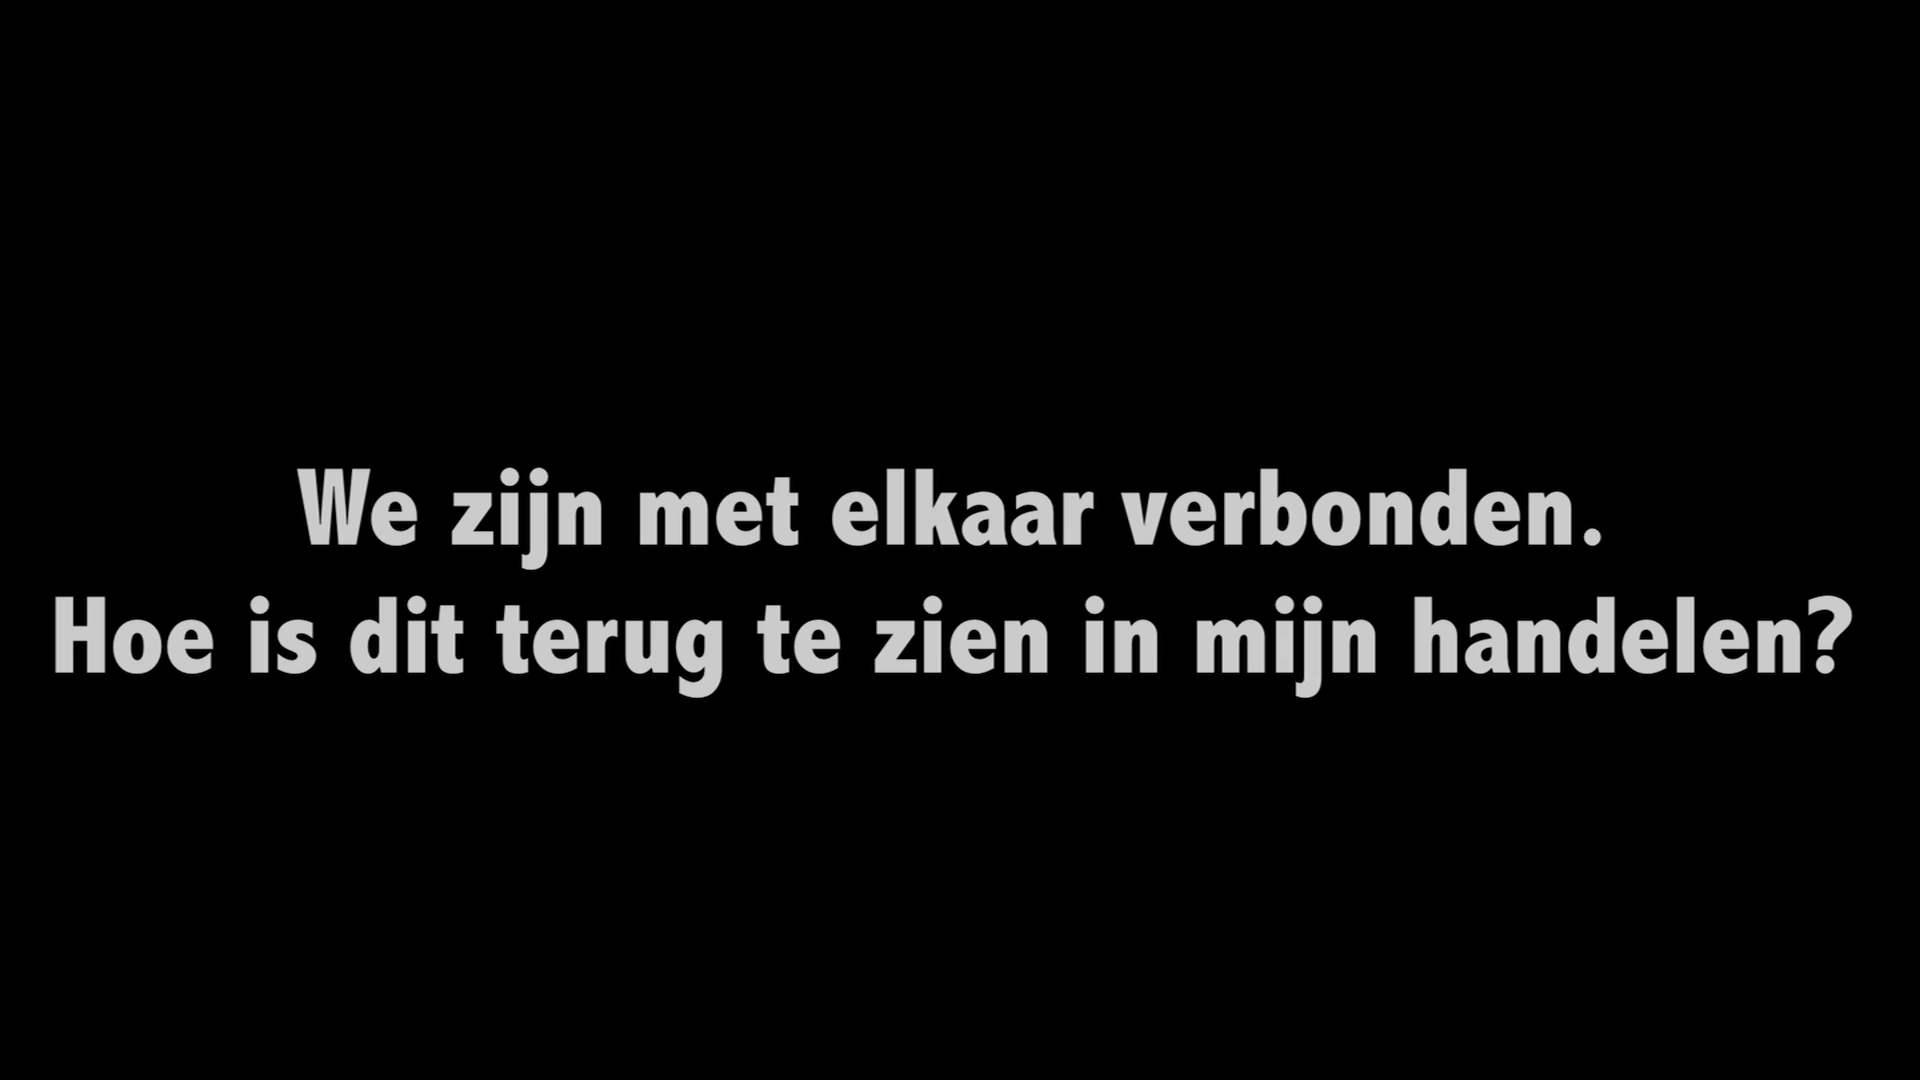 We zijn met elkaar verbonden.
Hoe is dit terug te zien in mijn handelen?